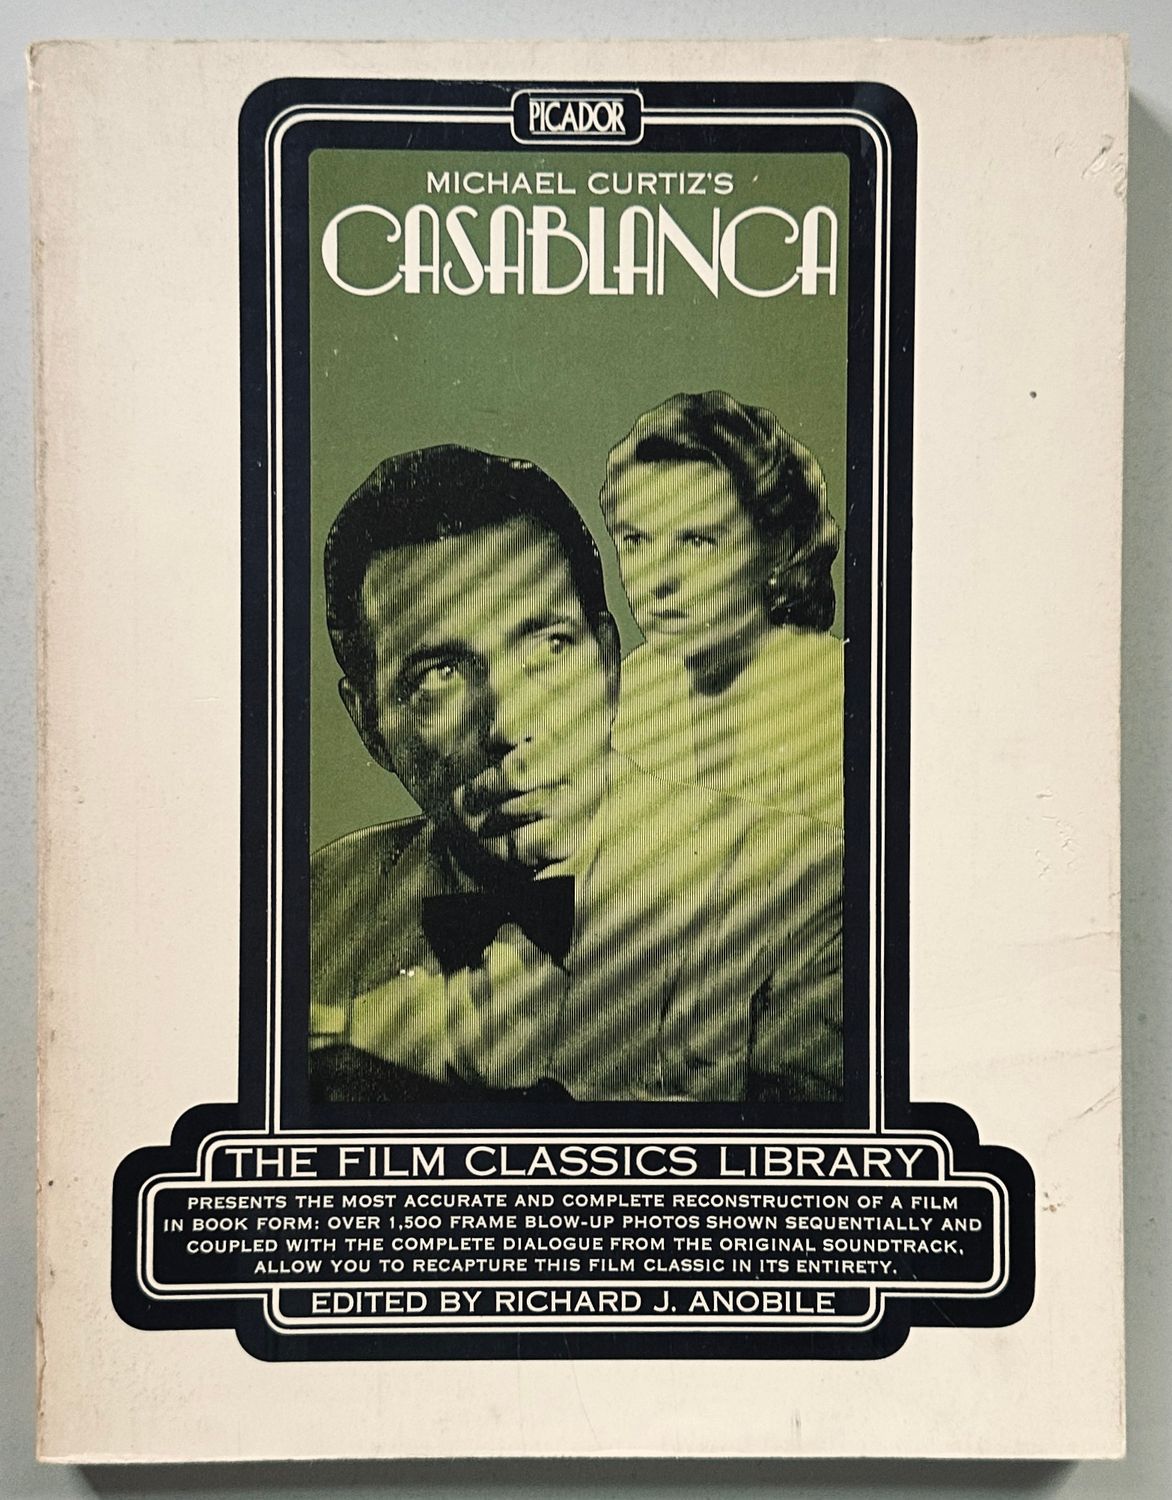 PICADOR
MICHAEL CURTIZ'S
CASABLANCA
THE FILM CLASSICS LIBRARY
PRESENTS THE MOST ACCURATE AND COMPLETE RECONSTRUCTION OF A FILM
IN BOOK FORM: OVER 1,500 FRAME BLOW-UP PHOTOS SHOWN SEQUENTIALLY AND
COUPLED WITH THE COMPLETE DIALOGUE FROM THE ORIGINAL SOUNDTRACK,
ALLOW YOU TO RECAPTURE THIS FILM CLASSIC IN ITS ENTIRETY.
EDITED BY RICHARD J. ANOBILE